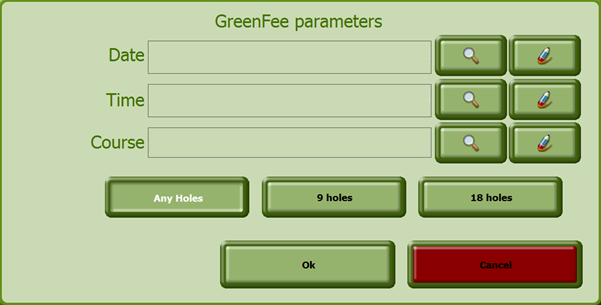 GreenFee parameters
Date
Time
Course
Any Holes 9 holes 18 holes
Ok Cancel